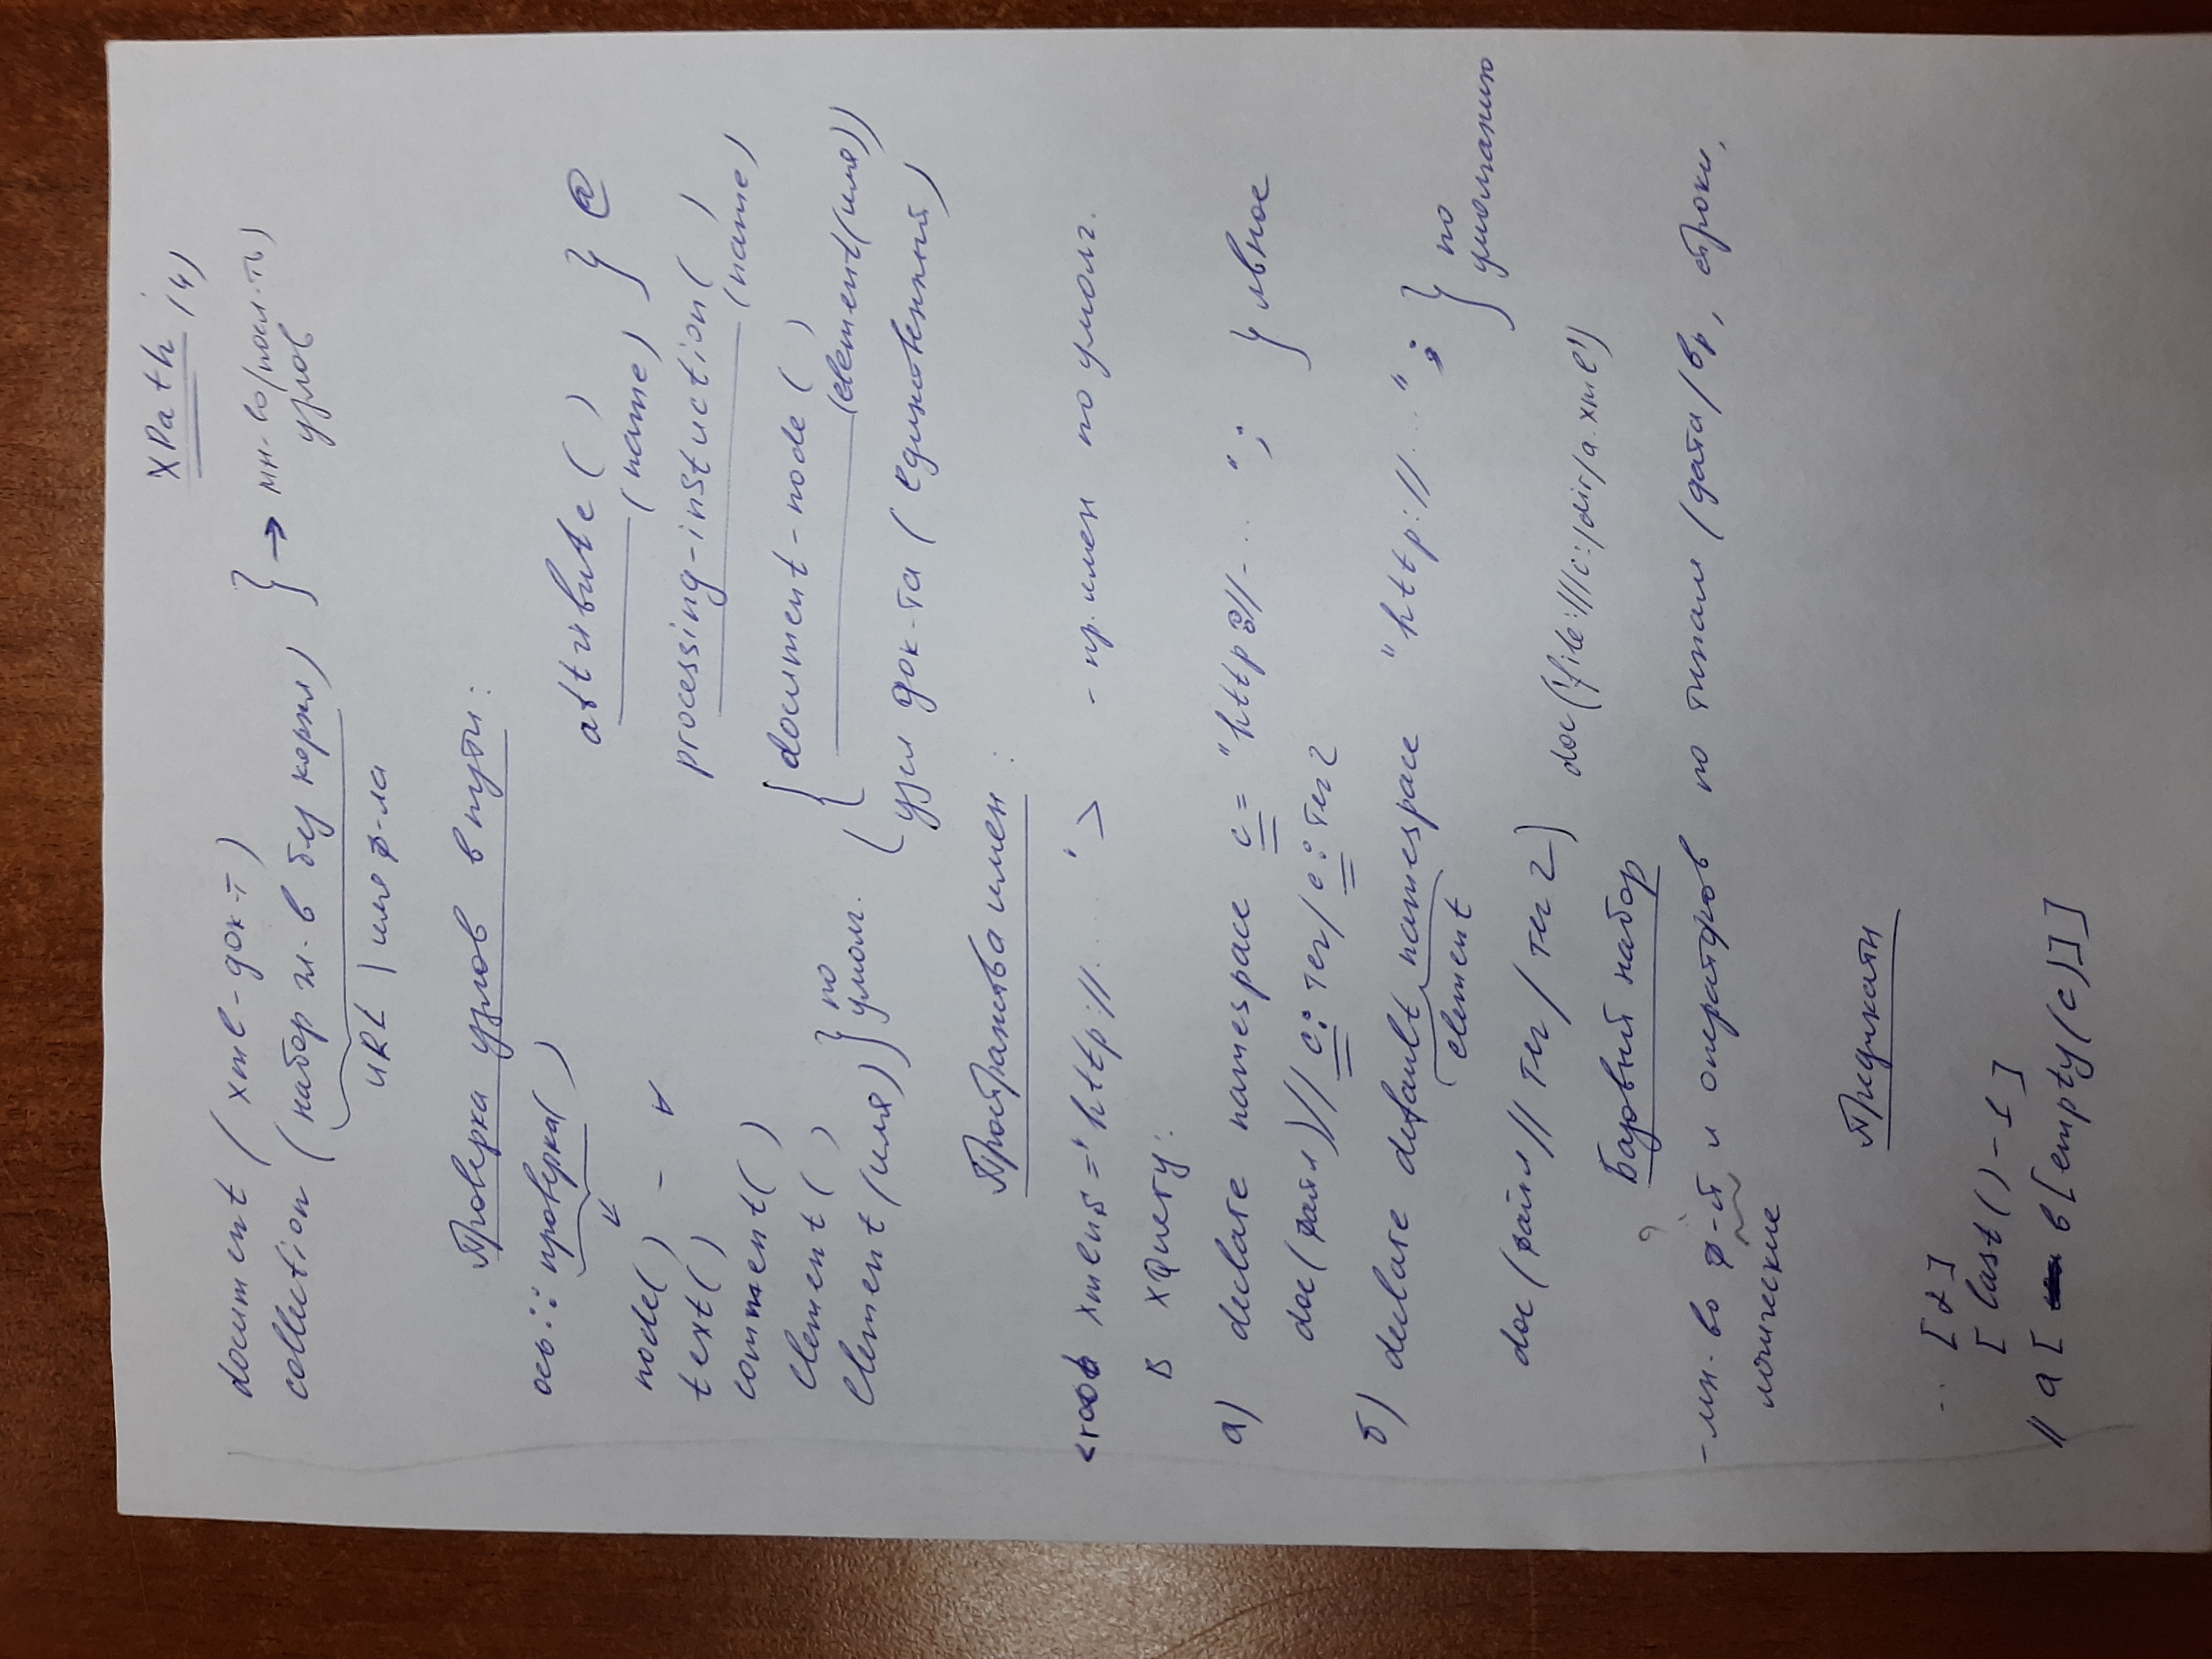 XPath (4)
document ( xml-док-т )
collection ( набор эл-в без корня ) } → мн-во/посл-ть)
узлов
URL | имя ф-ла
Проверка узлов в пути:
ось :: проверка( )
node( ) - ∀
text( )
comment( )
element( )
element (имя) } по
умолч.
attribute ( )
(name) } @
processing-instuction( )
(name)
document-node ( )
(element(имя))
узел док-та ( единственный )
Пространства имен :
<root xmlns="http://....." > - пр. имен по умолч.
В XQuery:
а) declare namespace c = "http://-..." ; } явное
doc(файл)// c: тег/ c: тег2
б) declare default namespace "http://..." ; } по
умолчанию
element
doc (файл // тег / тег 2)
doc('file:///c:/dir/a.xml')
Базовый набор
?
- мн-во ф-й и операторов по типам (дата/вр, строки,
логические
Предикаты
.. [2]
[ last() - 1 ]
// a [ в [empty(c)]]